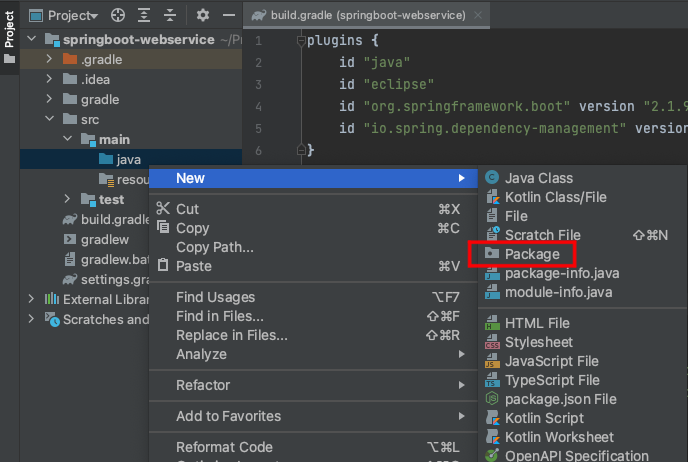 Project
Project
build.gradle (springboot-webservice)
springboot-webservice ~/P
.gradle
.idea
gradle
src
main
java
resou
test
build.gradle
gradlew
gradlew.bat
settings.gra
External Librar
Scratches and
1 plugins {
2 id "java"
3 id "eclipse"
4 id "org.springframework.boot" version "2.1.9
5 id "io.spring.dependency-management" version
6 }
New
Cut ⌘X
Copy ⌘C
Copy Path...
Paste ⌘V
Find Usages ⌥F7
Find in Files... ⇧⌘F
Replace in Files... ⇧⌘R
Analyze
Refactor
Add to Favorites
Reformat Code ⌥⌘L
Java Class
Kotlin Class/File
File
Scratch File ⇧⌘N
Package
package-info.java
module-info.java
HTML File
Stylesheet
JavaScript File
TypeScript File
package.json File
Kotlin Script
Kotlin Worksheet
OpenAPI Specification